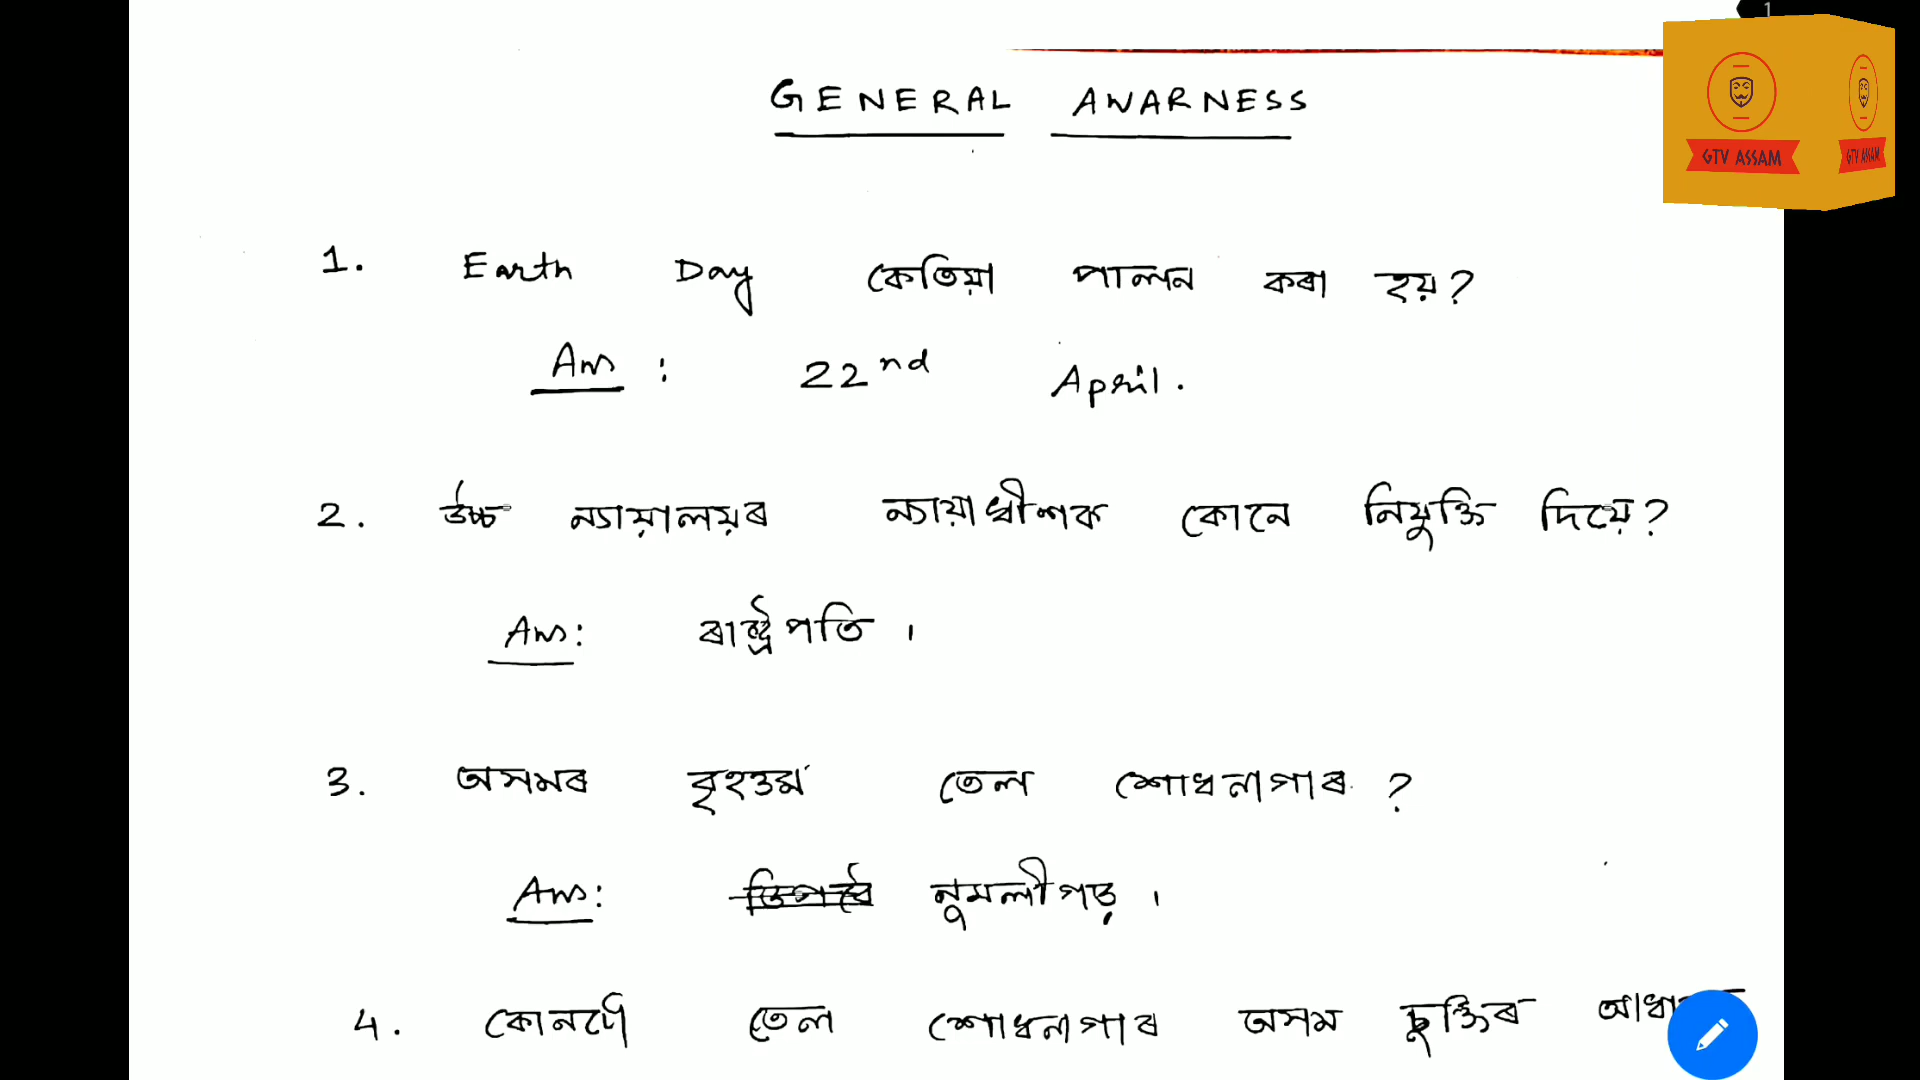 1
GENERAL AWARNESS
GTV ASSAM
GTV ASSAM
1. Earth Day কেতিয়া পালন কৰা হয়?
Ans : 22nd April.
2. উচ্চ ন্যায়ালয়ৰ ন্যায়াধীশক কোনে নিযুক্তি দিয়ে?
Ans: ৰাষ্ট্ৰপতি ।
3. অসমৰ বৃহত্তম তেল শোধনাগাৰ ?
Ans: নুমলীগড় ।
4. কোনটো তেল শোধনাগাৰ অসম চুক্তিৰ